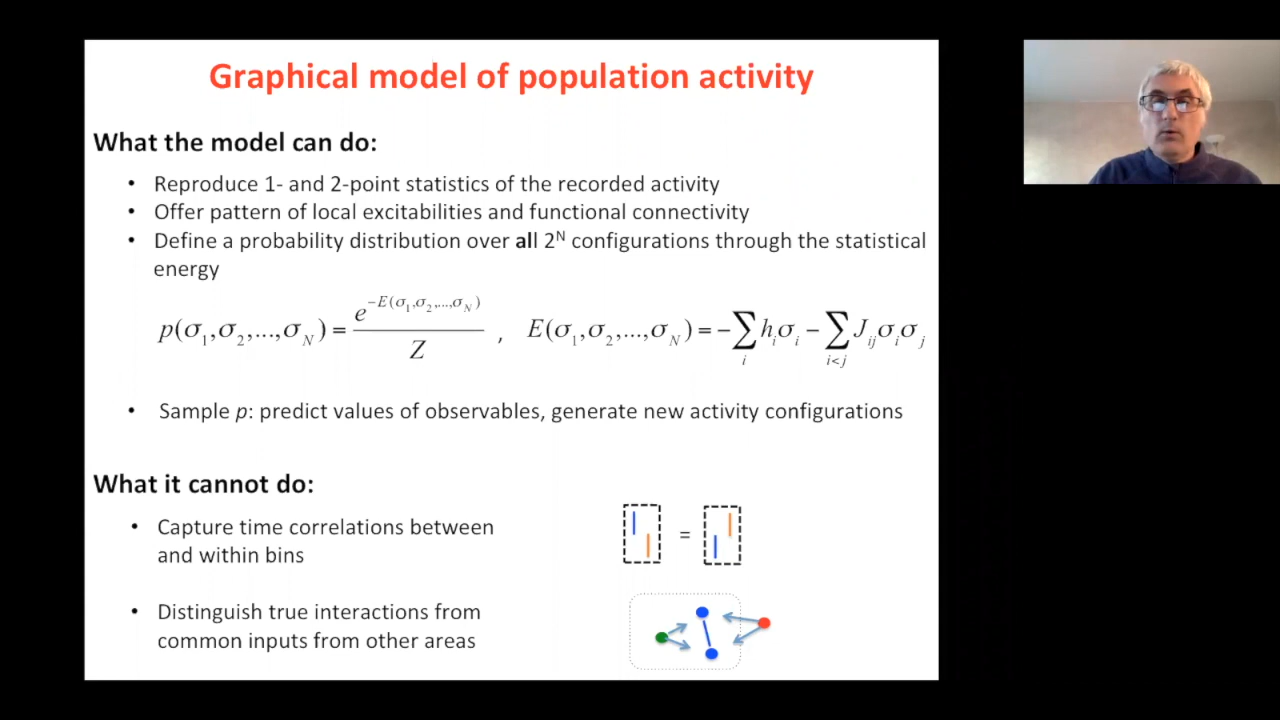 Graphical model of population activity
What the model can do:
• Reproduce 1- and 2-point statistics of the recorded activity
• Offer pattern of local excitabilities and functional connectivity
• Define a probability distribution over all 2^N configurations through the statistical
energy
p(σ₁,σ₂,...,σ_N) = e^{-E(σ₁,σ₂,...,σ_N)} / Z , E(σ₁,σ₂,...,σ_N) = -∑_i h_iσ_i - ∑_{i<j} J_{ij}σ_iσ_j
• Sample p: predict values of observables, generate new activity configurations
What it cannot do:
• Capture time correlations between
and within bins
=
• Distinguish true interactions from
common inputs from other areas